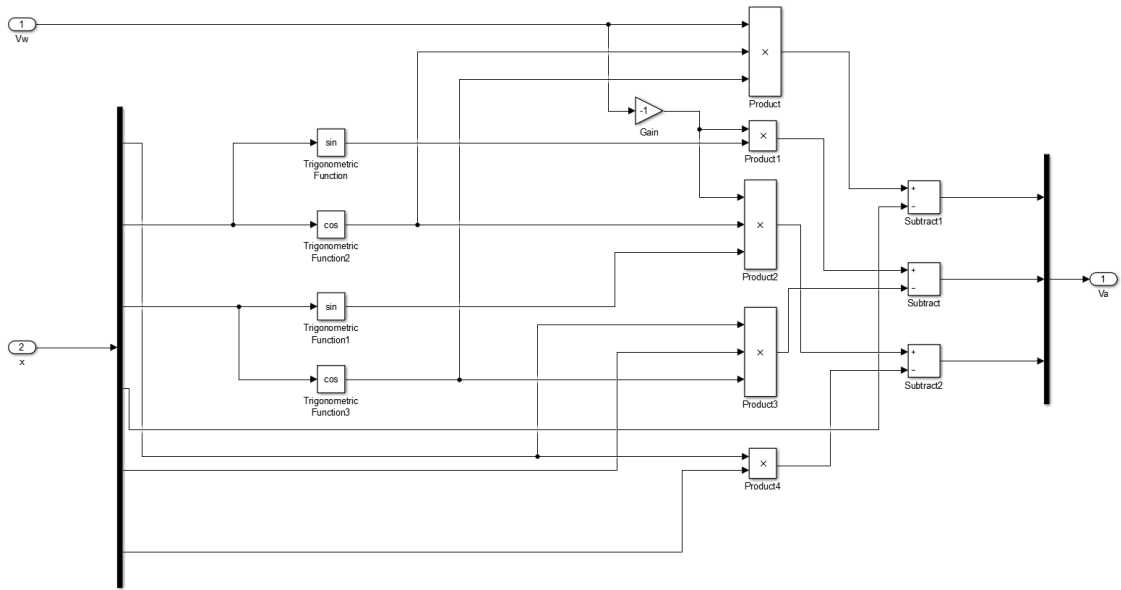 1
Vw
×
Product
-1
Gain
×
Product1
sin
Trigonometric
Function
×
Product2
cos
Trigonometric
Function2
+
−
Subtract1
+
−
Subtract
1
Va
sin
Trigonometric
Function1
×
Product3
2
x
cos
Trigonometric
Function3
+
−
Subtract2
×
Product4